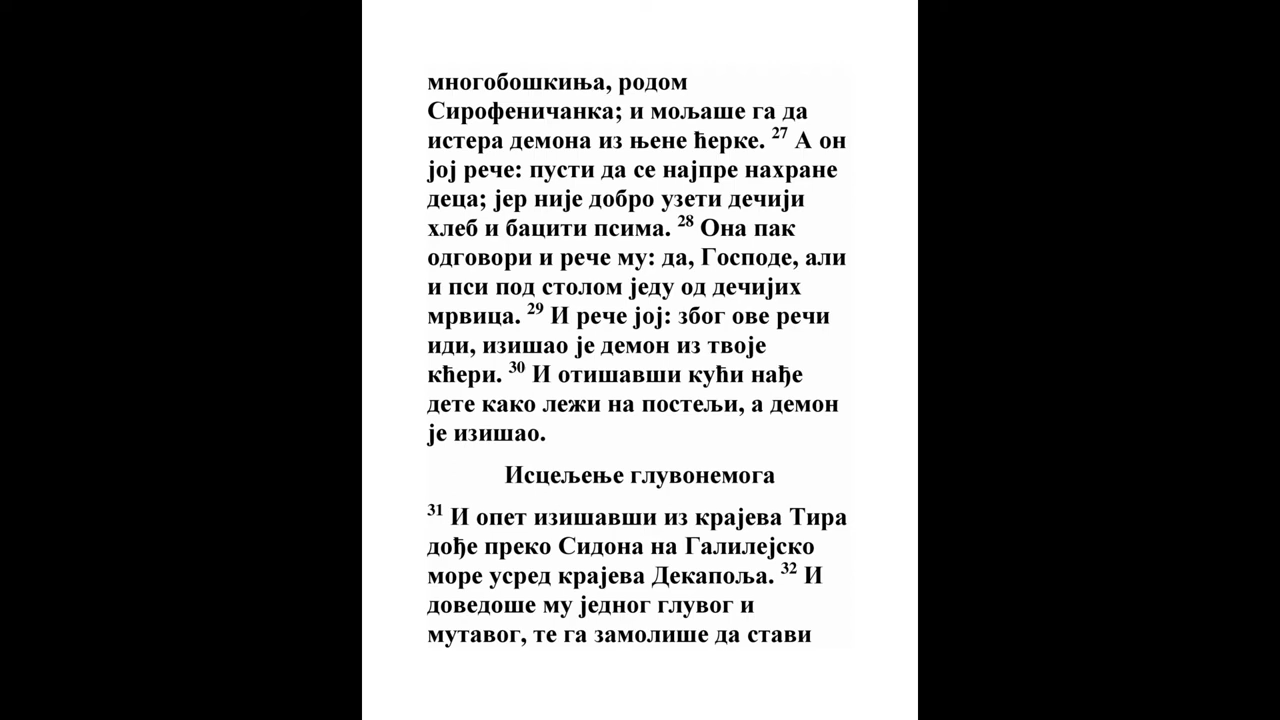 многобошкиња, родом
Сирофеничанка; и мољаше га да
истера демона из њене ћерке. 27 А он
јој рече: пусти да се најпре нахране
деца; јер није добро узети дечији
хлеб и бацити псима. 28 Она пак
одговори и рече му: да, Господе, али
и пси под столом једу од дечијих
мрвица. 29 И рече јој: због ове речи
иди, изишао је демон из твоје
кћери. 30 И отишавши кући нађе
дете како лежи на постељи, а демон
је изишао.
Исцељење глувонемога
31 И опет изишавши из крајева Тира
дође преко Сидона на Галилејско
море усред крајева Декапоља. 32 И
доведоше му једног глувог и
мутавог, те га замолише да стави